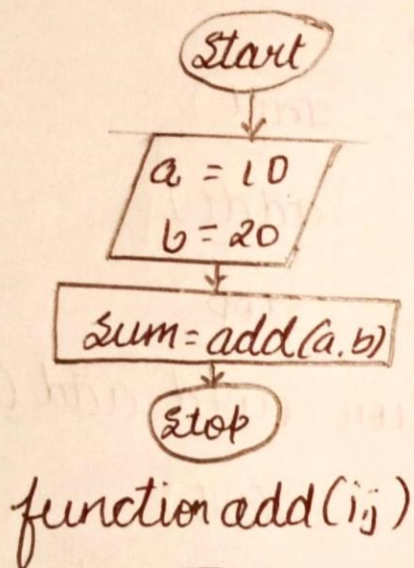 Start
a = 10
b = 20
Sum = add(a,b)
Stop
function add(i,j)